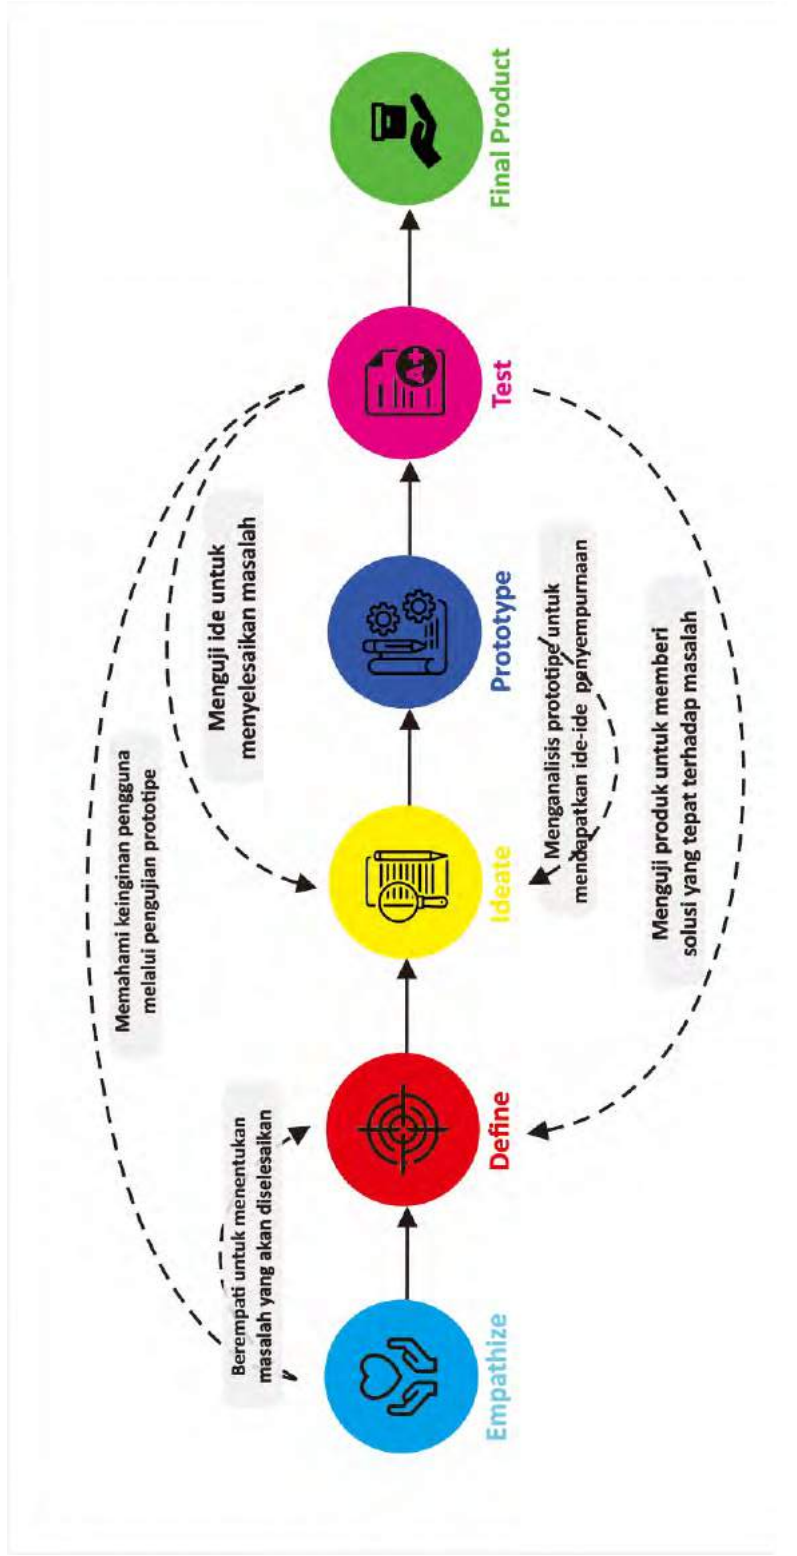 Memahami keinginan pengguna
melalui pengujian prototipe
Menguji ide untuk
menyelesaikan masalah
Berempati untuk menentukan
masalah yang akan diselesaikan
A+
Empathize
Define
Ideate
Prototype
Test
Final Product
Menganalisis prototipe untuk
mendapatkan ide-ide penyempurnaan
Menguji produk untuk memberi
solusi yang tepat terhadap masalah